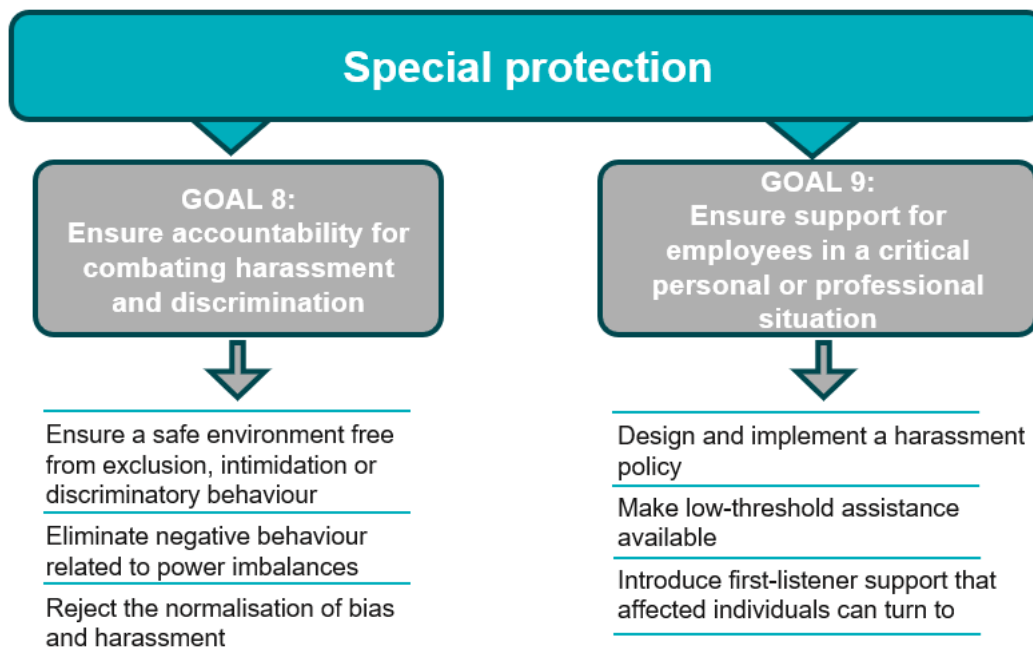 Special protection
GOAL 8:
Ensure accountability for
combating harassment
and discrimination
GOAL 9:
Ensure support for
employees in a critical
personal or professional
situation
Ensure a safe environment free
from exclusion, intimidation or
discriminatory behaviour
Eliminate negative behaviour
related to power imbalances
Reject the normalisation of bias
and harassment
Design and implement a harassment
policy
Make low-threshold assistance
available
Introduce first-listener support that
affected individuals can turn to